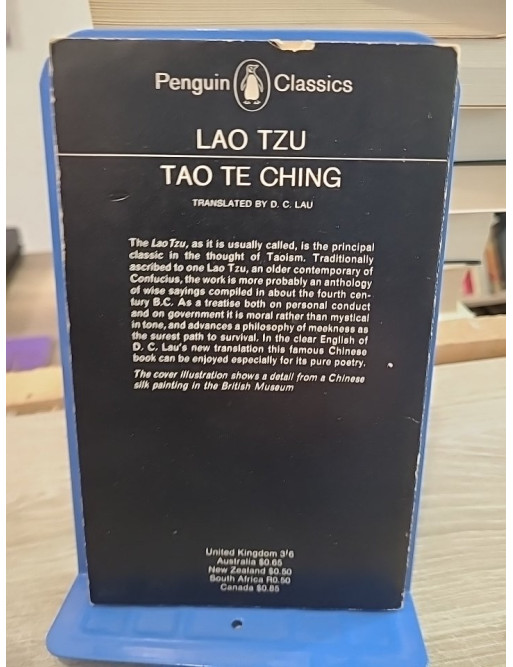 Penguin Classics
LAO TZU
TAO TE CHING
TRANSLATED BY D. C. LAU
The Lao Tzu, as it is usually called, is the principal
classic in the thought of Taoism. Traditionally
ascribed to one Lao Tzu, an older contemporary of
Confucius, the work is more probably an anthology
of wise sayings compiled in about the fourth cen-
tury B.C. As a treatise both on personal conduct
and on government it is moral rather than mystical
in tone, and advances a philosophy of meekness as
the surest path to survival. In the clear English of
D. C. Lau's new translation this famous Chinese
book can be enjoyed especially for its pure poetry.
The cover illustration shows a detail from a Chinese
silk painting in the British Museum
United Kingdom 3'6
Australia $0.65
New Zealand $0.50
South Africa R0.50
Canada $0.85